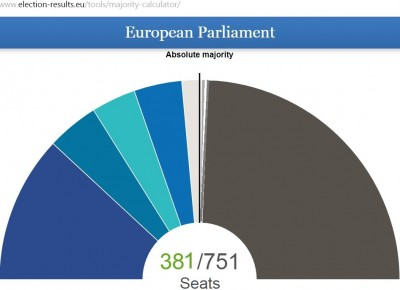 www.election-results.eu/tools/majority-calculator/
European Parliament
Absolute majority
381/751
Seats